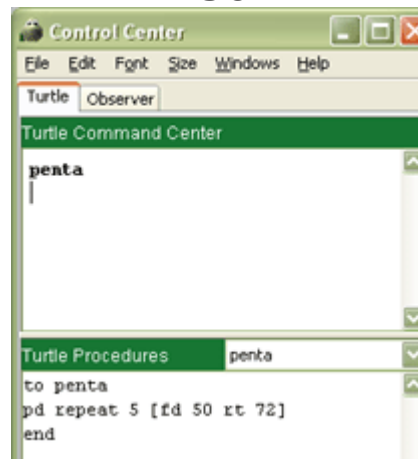 Control Center
File Edit Font Size Windows Help
Turtle Observer
Turtle Command Center
penta
Turtle Procedures penta
to penta
pd repeat 5 [fd 50 rt 72]
end